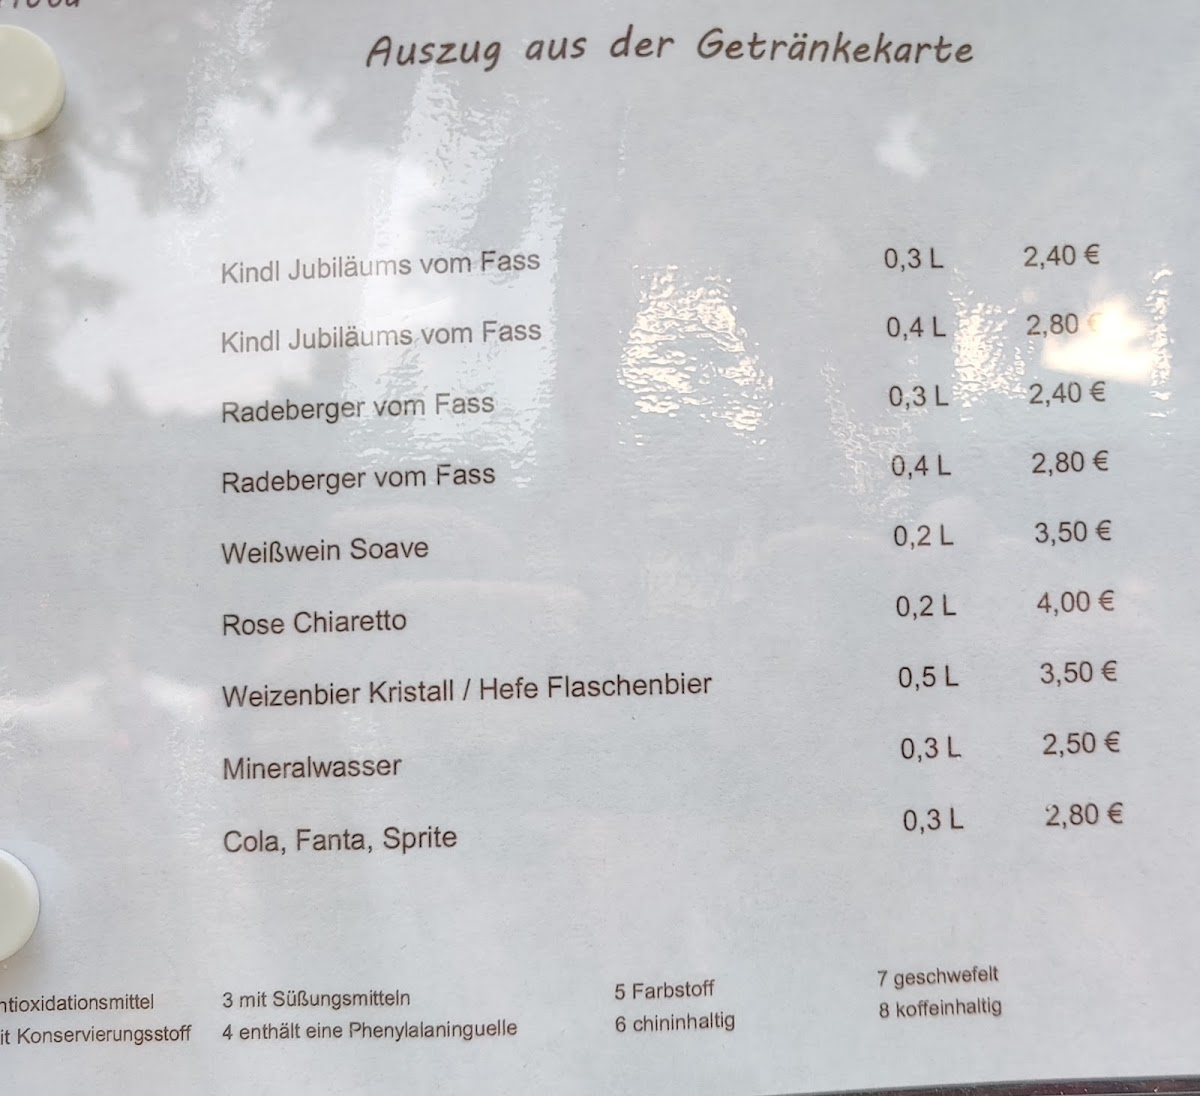 Auszug aus der Getränkekarte
Kindl Jubiläums vom Fass 0,3 L 2,40 €
Kindl Jubiläums vom Fass 0,4 L 2,80
Radeberger vom Fass 0,3 L 2,40 €
Radeberger vom Fass 0,4 L 2,80 €
Weißwein Soave 0,2 L 3,50 €
Rose Chiaretto 0,2 L 4,00 €
Weizenbier Kristall / Hefe Flaschenbier 0,5 L 3,50 €
Mineralwasser 0,3 L 2,50 €
Cola, Fanta, Sprite 0,3 L 2,80 €
ntioxidationsmittel 3 mit Süßungsmitteln 5 Farbstoff 7 geschwefelt
it Konservierungsstoff 4 enthält eine Phenylalaninguelle 6 chininhaltig 8 koffeinhaltig